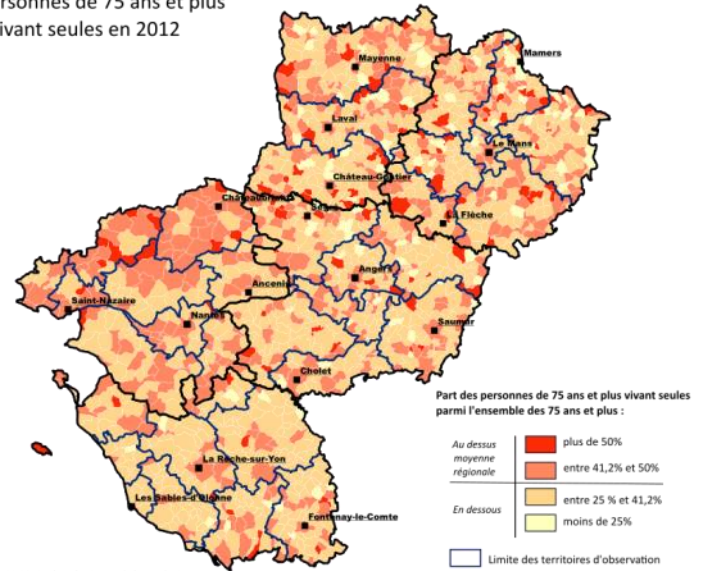 ersonnes de 75 ans et plus
ivant seules en 2012
Mamers
Mayenne
Laval
Le Mans
Château-Gontier
Châteaubriant
Segré
La Flèche
Angers
Ancenis
Saint-Nazaire
Nantes
Saumur
Cholet
Part des personnes de 75 ans et plus vivant seules
parmi l'ensemble des 75 ans et plus :
Au dessus
moyenne
régionale
plus de 50%
entre 41,2% et 50%
En dessous
entre 25 % et 41,2%
moins de 25%
La Roche-sur-Yon
Les Sables-d'Olonne
Fontenay-le-Comte
Limite des territoires d'observation